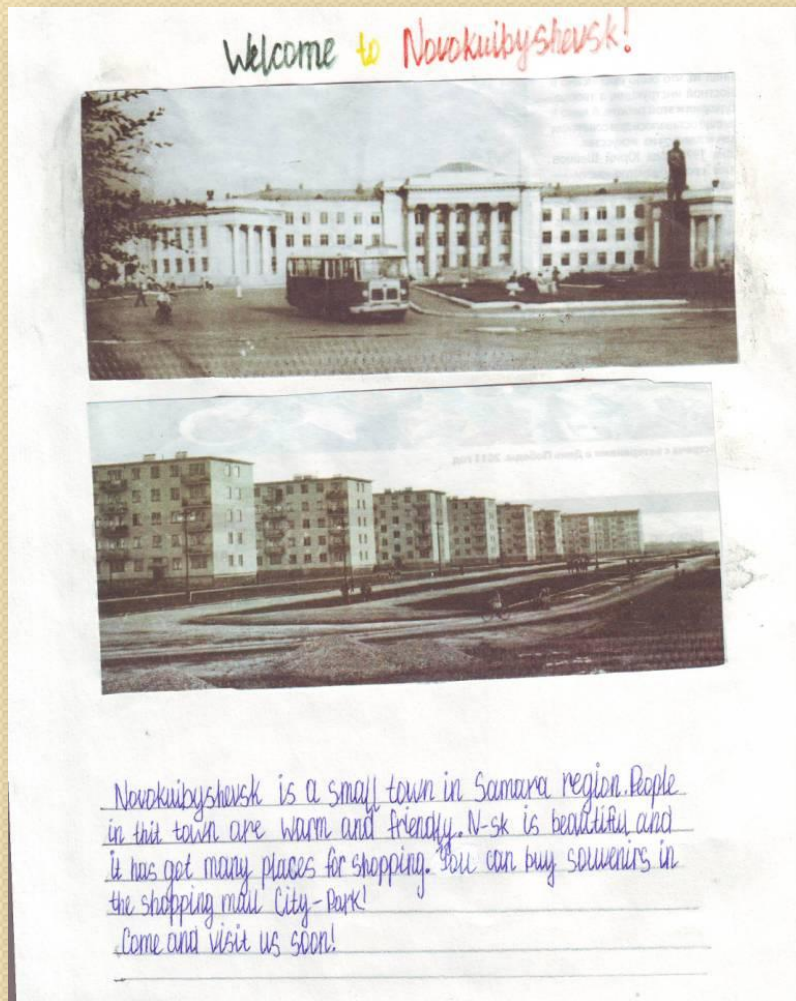 Welcome to Novokuibyshevsk!
Novokuibyshevsk is a small town in Samara region. People
in thit town are warm and friendly. N-sk is beautiful and
it has got many places for shopping. You can buy souvenirs in
the shopping mall City-Park!
Come and visit us soon!